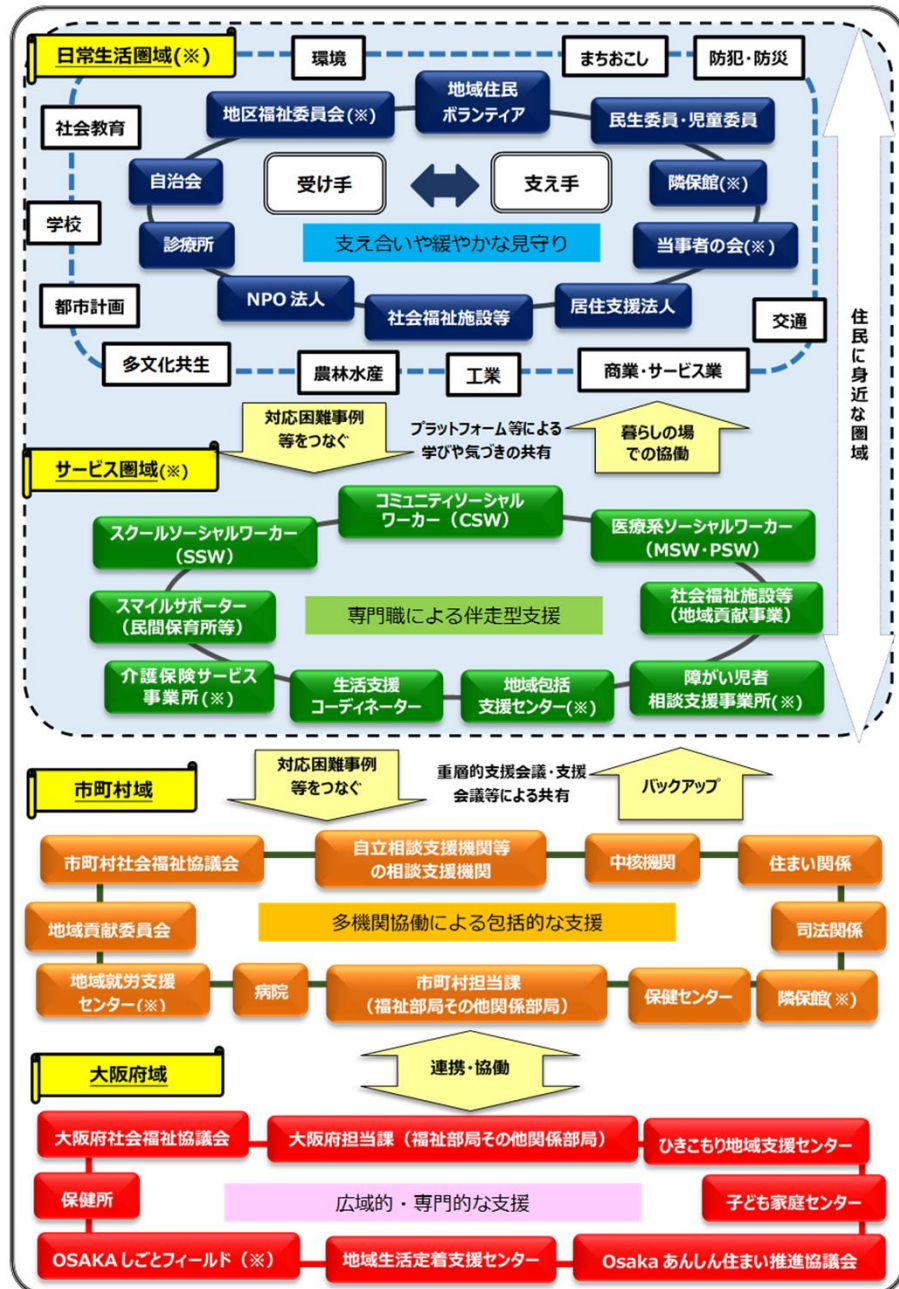 日常生活圏域(※)
環境
まちおこし
防犯・防災
社会教育
地区福祉委員会(※)
地域住民
ボランティア
民生委員・児童委員
自治会
受け手
支え手
隣保館(※)
学校
診療所
支え合いや緩やかな見守り
当事者の会(※)
都市計画
NPO 法人
社会福祉施設等
居住支援法人
交通
多文化共生
農林水産
工業
商業・サービス業
住民に身近な圏域
対応困難事例
等をつなぐ
プラットフォーム等による
学びや気づきの共有
暮らしの場
での協働
サービス圏域(※)
コミュニティソーシャル
ワーカー（CSW）
スクールソーシャルワーカー
(SSW)
医療系ソーシャルワーカー
(MSW・PSW)
スマイルサポーター
(民間保育所等)
専門職による伴走型支援
社会福祉施設等
(地域貢献事業)
介護保険サービス
事業所(※)
生活支援
コーディネーター
地域包括
支援センター(※)
障がい児者
相談支援事業所(※)
対応困難事例
等をつなぐ
重層的支援会議・支援
会議等による共有
バックアップ
市町村域
市町村社会福祉協議会
自立相談支援機関等
の相談支援機関
中核機関
住まい関係
地域貢献委員会
多機関協働による包括的な支援
司法関係
地域就労支援
センター(※)
病院
市町村担当課
(福祉部局その他関係部局)
保健センター
隣保館(※)
連携・協働
大阪府域
大阪府社会福祉協議会
大阪府担当課（福祉部局その他関係部局）
ひきこもり地域支援センター
保健所
広域的・専門的な支援
子ども家庭センター
OSAKA しごとフィールド（※）
地域生活定着支援センター
Osaka あんしん住まい推進協議会